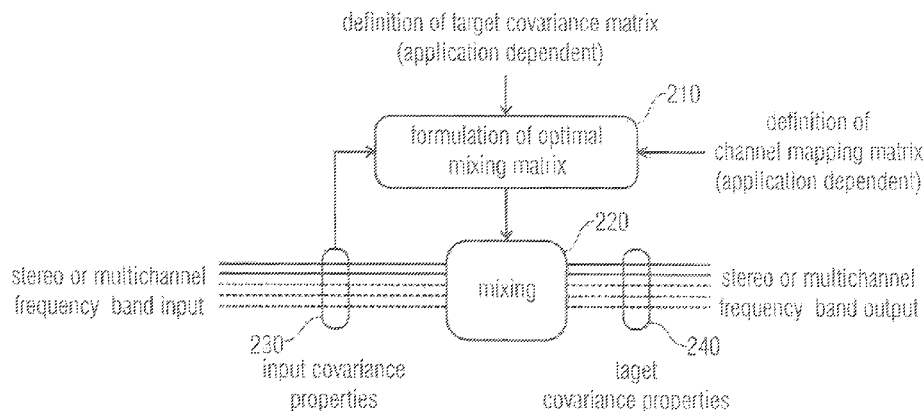 definition of target covariance matrix
(application dependent)
210
formulation of optimal
mixing matrix
definition of
channel mapping matrix
(application dependent)
220
stereo or multichannel
frequency band input
mixing
stereo or multichannel
frequency band output
230
240
input covariance
properties
taget
covariance properties